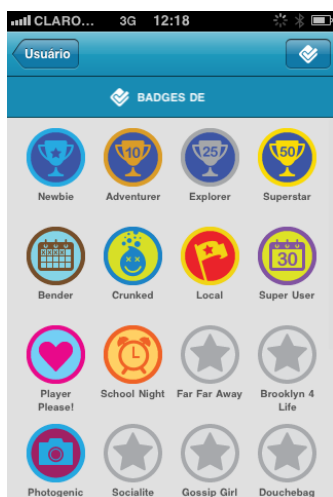 CLARO... 3G 12:18
Usuário
BADGES DE
10 25 50
Newbie Adventurer Explorer Superstar
XXXX 30
Bender Crunked Local Super User
Player School Night Far Far Away Brooklyn 4
Please! Life
Photogenic Socialite Gossip Girl Douchebag